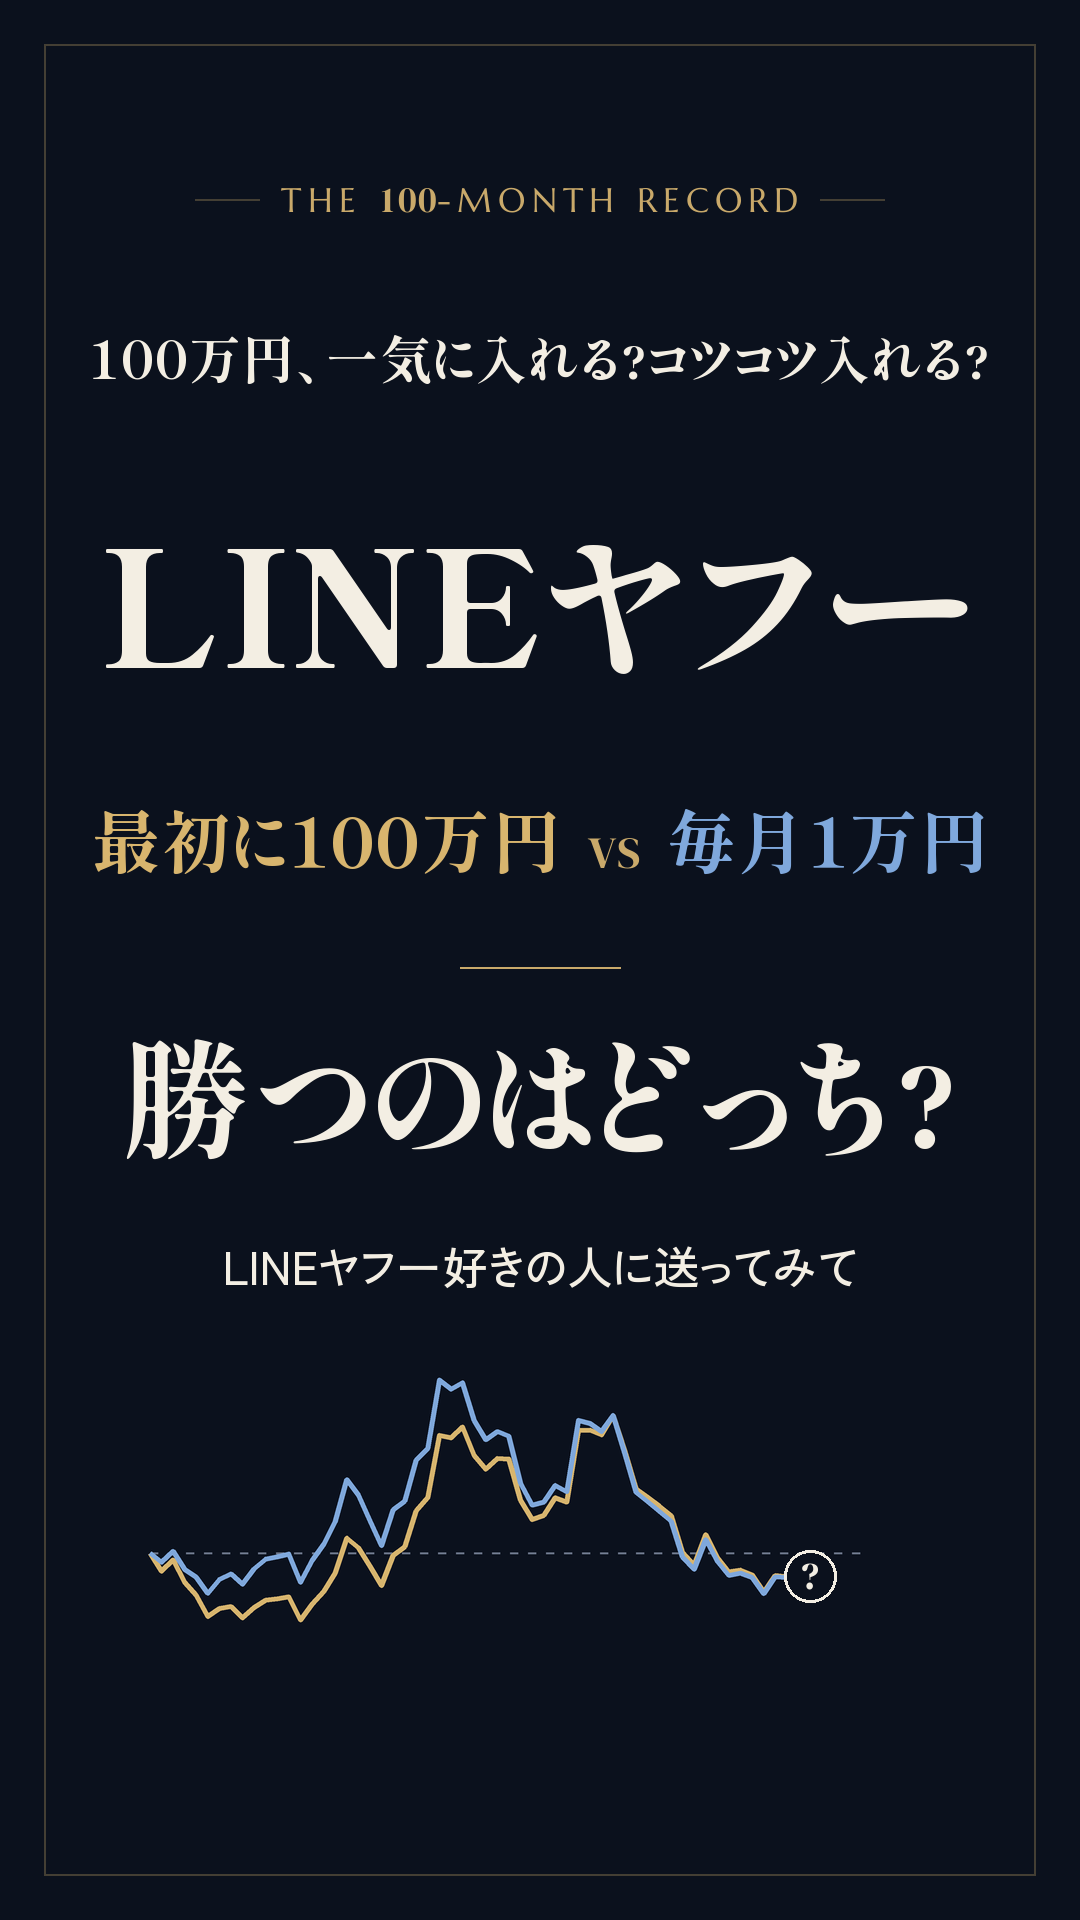 THE 100-MONTH RECORD
100万円、一気に入れる?コツコツ入れる?
LINEヤフー
最初に100万円 vs 毎月1万円
勝つのはどっち?
LINEヤフー好きの人に送ってみて
?